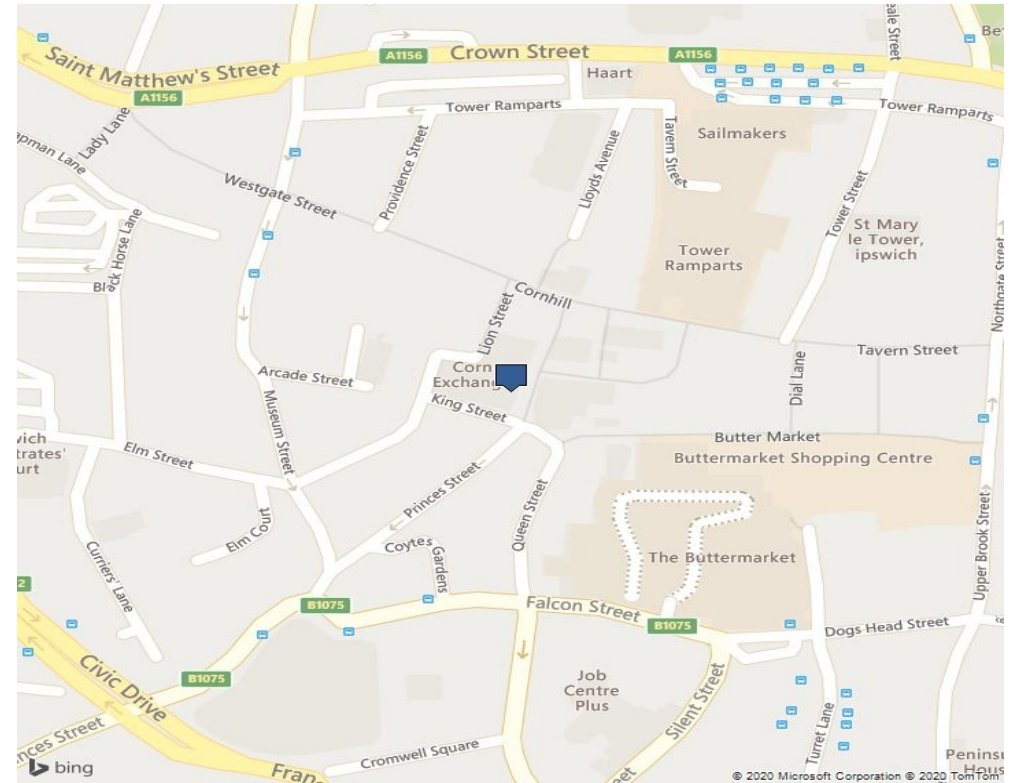 Saint Matthew's Street
A1156
A1156
Crown Street
A1156
Haart
Tower Ramparts
Tower Ramparts
Sailmakers
Lady Lane
Providence Street
Lloyds Avenue
Tavern Street
Tower Street
Westgate Street
Black Horse Lane
Tower
Ramparts
St Mary
le Tower,
ipswich
Northgate Street
Cornhill
Lion Street
Corn
King Street
Arcade Street
Museum Street
Dial Lane
Tavern Street
Butter Market
Buttermarket Shopping Centre
Elm Street
Elm Court
Princes Street
Queen Street
Coytes
Gardens
Curriers' Lane
The Buttermarket
Upper Brook Street
B1075
Falcon Street
B1075
Dogs Head Street
B1075
Civic Drive
Job
Centre
Plus
Silent Street
Turret Lane
Cromwell Square
bing
© 2020 Microsoft Corporation © 2020 TomTom